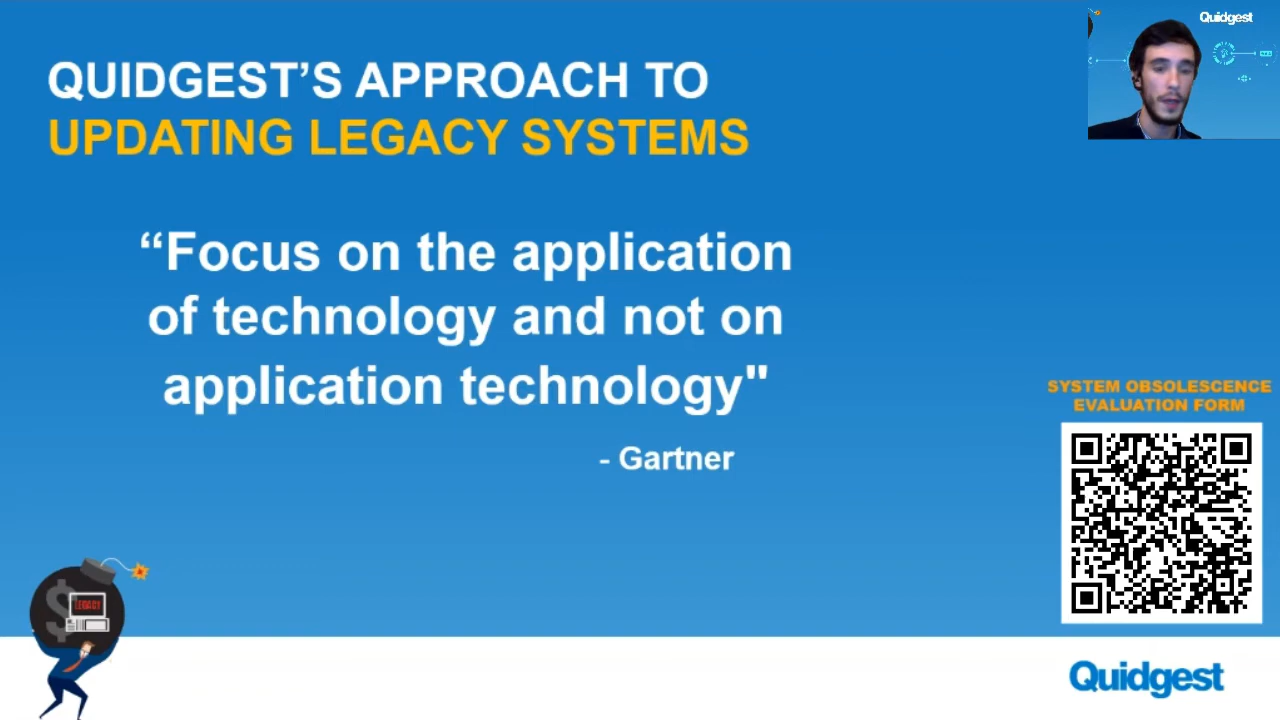 Quidgest
QUIDGEST’S APPROACH TO
UPDATING LEGACY SYSTEMS
“Focus on the application
of technology and not on
application technology"
- Gartner
SYSTEM OBSOLESCENCE
EVALUATION FORM
$
LEGACY
Quidgest